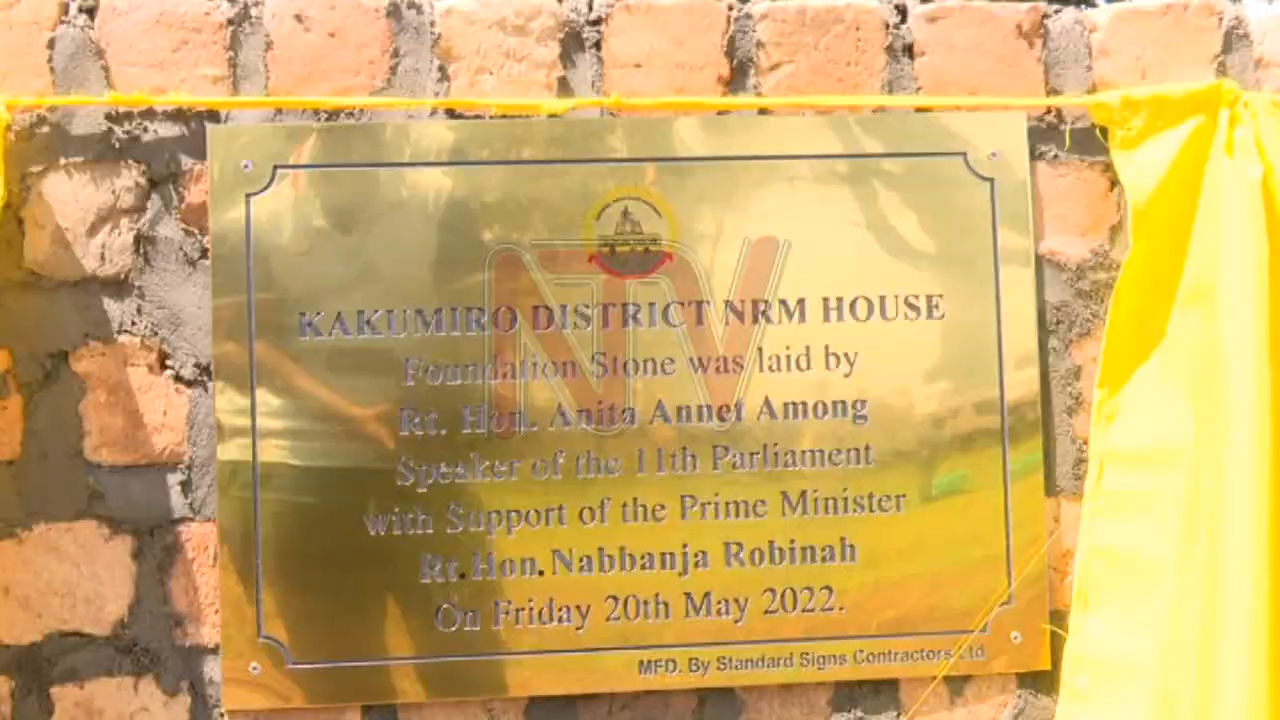 KAKUMIRO DISTRICT NRM HOUSE
Foundation Stone was laid by
Rt. Hon. Anita Annet Among
Speaker of the 11th Parliament
with Support of the Prime Minister
Rt.Hon.Nabbanja Robinah
On Friday 20th May 2022.
MFD. By Standard Signs Contractors Ltd
NTV